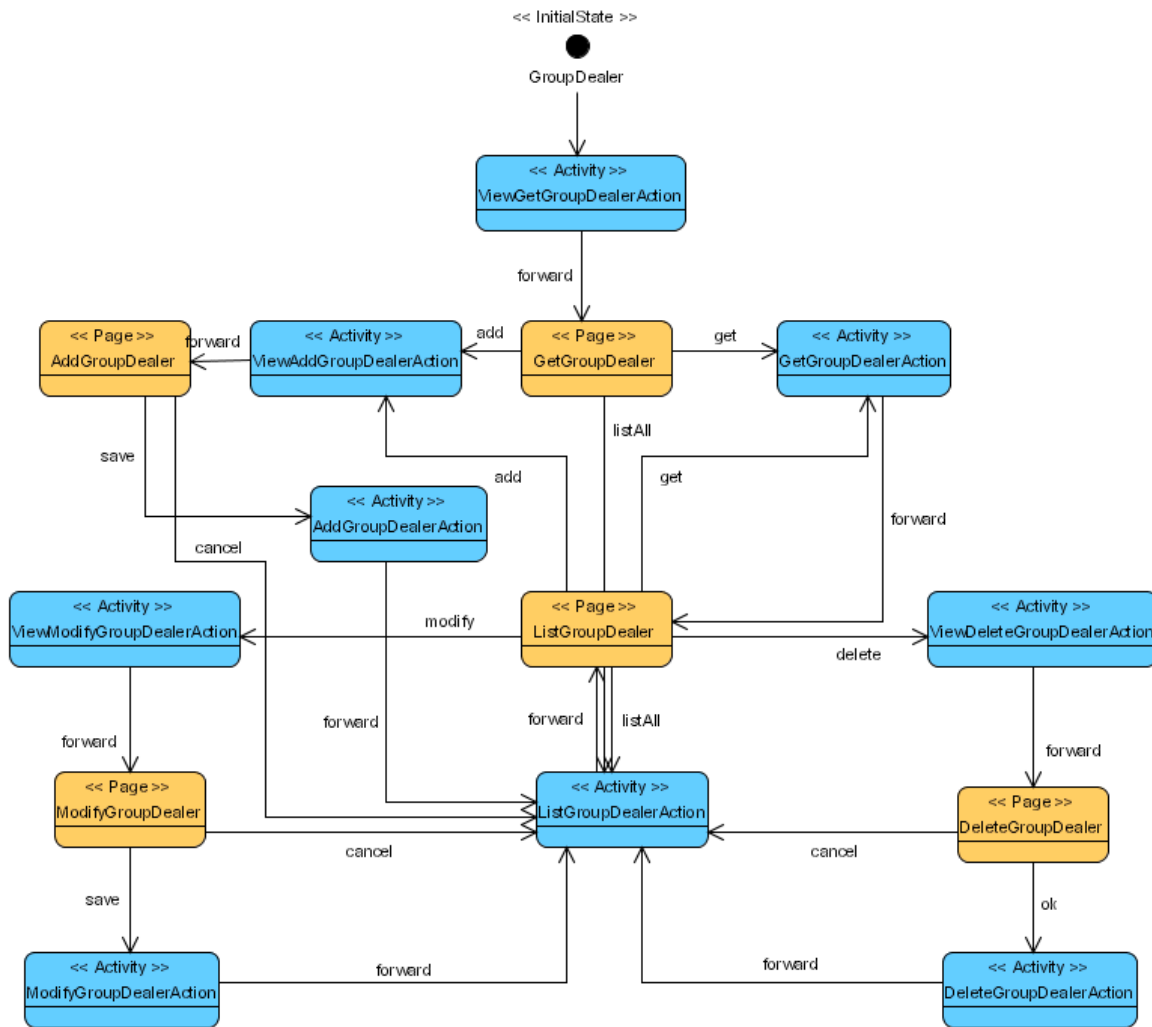 << InitialState >>
GroupDealer
<< Activity >>
ViewGetGroupDealerAction
forward
<< Page >>
AddGroupDealer
forward
<< Activity >>
ViewAddGroupDealerAction
add
<< Page >>
GetGroupDealer
get
<< Activity >>
GetGroupDealerAction
listAll
save
add
get
<< Activity >>
AddGroupDealerAction
forward
cancel
<< Activity >>
ViewModifyGroupDealerAction
modify
<< Page >>
ListGroupDealer
delete
<< Activity >>
ViewDeleteGroupDealerAction
forward
forward
forward
listAll
forward
<< Page >>
ModifyGroupDealer
<< Activity >>
ListGroupDealerAction
<< Page >>
DeleteGroupDealer
cancel
cancel
save
ok
<< Activity >>
ModifyGroupDealerAction
forward
forward
<< Activity >>
DeleteGroupDealerAction